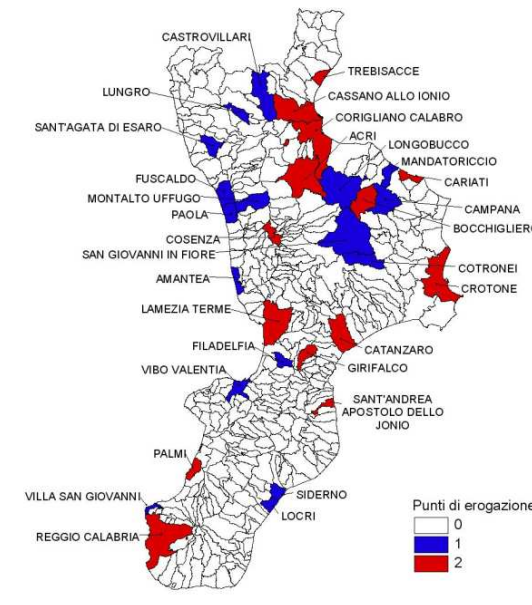 CASTROVILLARI
TREBISACCE
LUNGRO
CASSANO ALLO IONIO
CORIGLIANO CALABRO
SANT'AGATA DI ESARO
ACRI
LONGOBUCCO
MANDATORICCIO
FUSCALDO
CARIATI
MONTALTO UFFUGO
CAMPANA
PAOLA
BOCCHIGLIERO
COSENZA
SAN GIOVANNI IN FIORE
COTRONEI
AMANTEA
CROTONE
LAMEZIA TERME
FILADELFIA
CATANZARO
VIBO VALENTIA
GIRIFALCO
SANT'ANDREA
APOSTOLO DELLO
JONIO
PALMI
VILLA SAN GIOVANNI
SIDERNO
LOCRI
REGGIO CALABRIA
Punti di erogazione
0
1
2